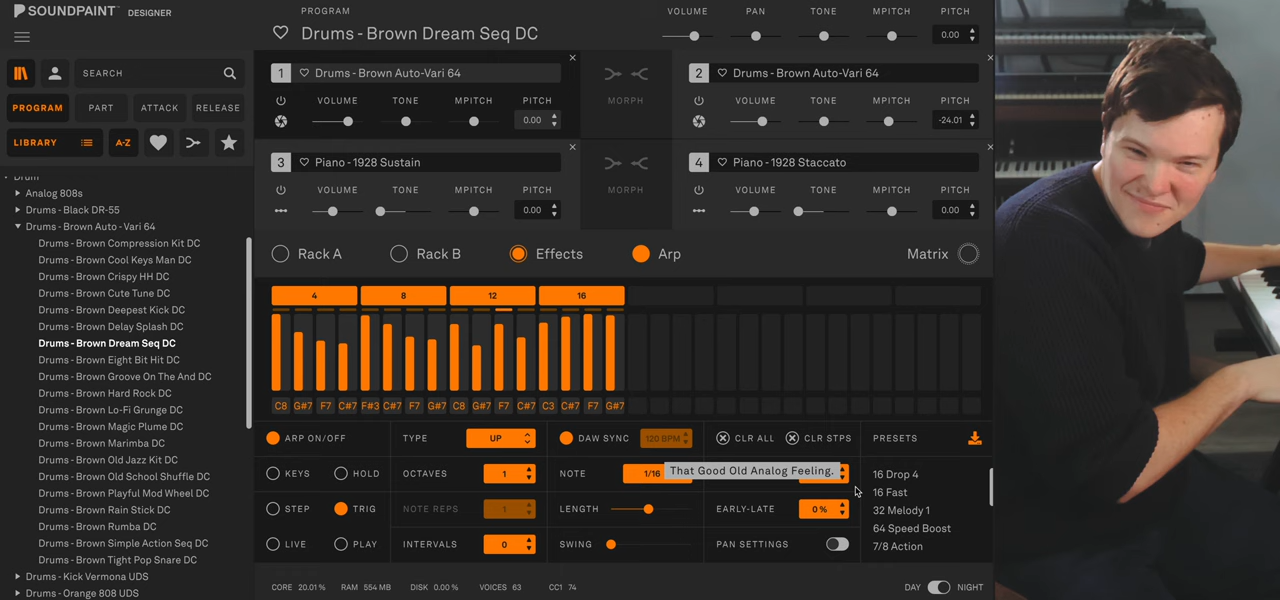 SOUNDPAINT™ DESIGNER
SEARCH
PROGRAM PART ATTACK RELEASE
LIBRARY A-Z
Drum
Analog 808s
Drums - Black DR-55
Drums - Brown Auto - Vari 64
Drums - Brown Compression Kit DC
Drums - Brown Cool Keys Man DC
Drums - Brown Crispy HH DC
Drums - Brown Cute Tune DC
Drums - Brown Deepest Kick DC
Drums - Brown Delay Splash DC
Drums - Brown Dream Seq DC
Drums - Brown Eight Bit Hit DC
Drums - Brown Groove On The And DC
Drums - Brown Hard Rock DC
Drums - Brown Lo-Fi Grunge DC
Drums - Brown Magic Plume DC
Drums - Brown Marimba DC
Drums - Brown Old Jazz Kit DC
Drums - Brown Old School Shuffle DC
Drums - Brown Playful Mod Wheel DC
Drums - Brown Rain Stick DC
Drums - Brown Rumba DC
Drums - Brown Simple Action Seq DC
Drums - Brown Tight Pop Snare DC
Drums - Kick Vermona UDS
Drums - Orange 808 UDS
PROGRAM
Drums - Brown Dream Seq DC
VOLUME PAN TONE MPITCH PITCH
0.00
1 Drums - Brown Auto-Vari 64
VOLUME TONE MPITCH PITCH
0.00
MORPH
2 Drums - Brown Auto-Vari 64
VOLUME TONE MPITCH PITCH
-24.01
3 Piano - 1928 Sustain
VOLUME TONE MPITCH PITCH
0.00
MORPH
4 Piano - 1928 Staccato
VOLUME TONE MPITCH PITCH
0.00
Rack A Rack B Effects Arp Matrix
4 8 12 16
C8 G#7 F7 C#7 F#3 C#7 F7 G#7 C8 G#7 F7 C#7 C3 C#7 F7 G#7
ARP ON/OFF TYPE UP DAW SYNC 120 BPM CLR ALL CLR STPS PRESETS
KEYS HOLD OCTAVES 1 NOTE 1/16 That Good Old Analog Feeling.
STEP TRIG NOTE REPS 1 LENGTH EARLY-LATE 0 %
LIVE PLAY INTERVALS 0 SWING PAN SETTINGS
16 Drop 4
16 Fast
32 Melody 1
64 Speed Boost
7/8 Action
CORE 20.01 % RAM 554 MB DISK 0.00 % VOICES 63 CC1 74 DAY NIGHT